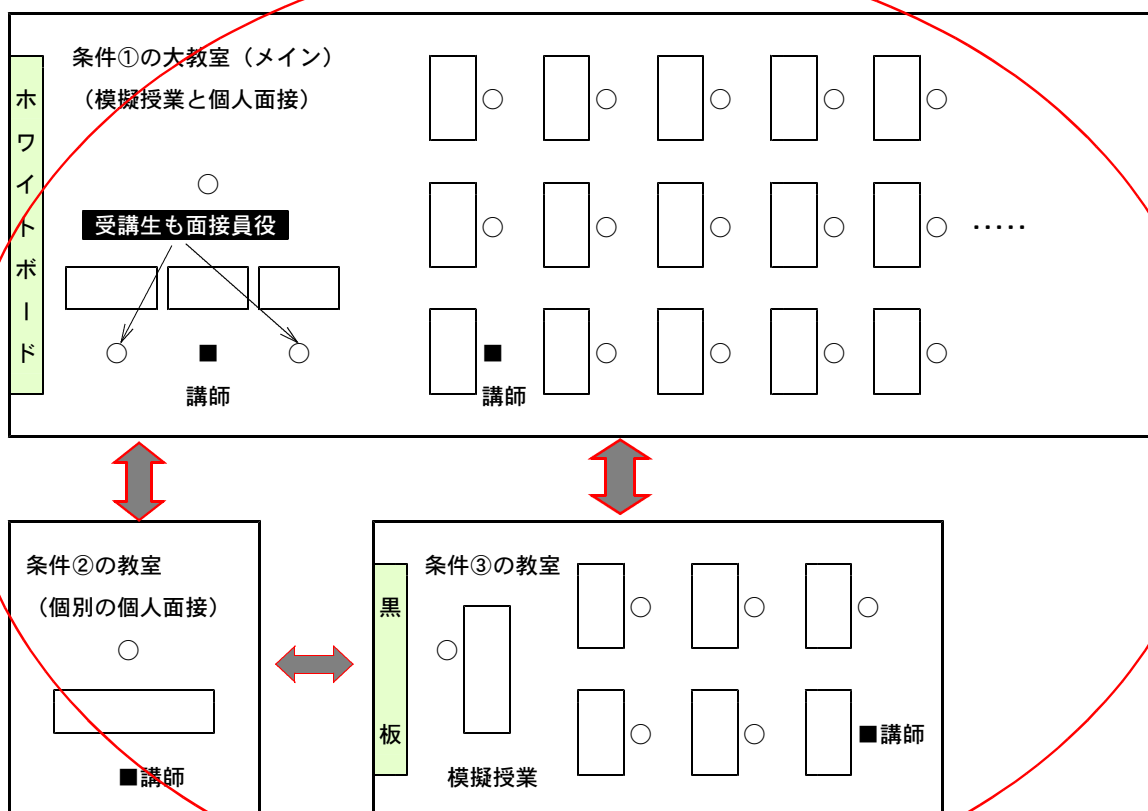 条件①の大教室（メイン）
（模擬授業と個人面接）
ホワイトボード
受講生も面接員役
講師
講師
・・・・・
条件②の教室
（個別の個人面接）
■講師
条件③の教室
黒板
■講師
模擬授業